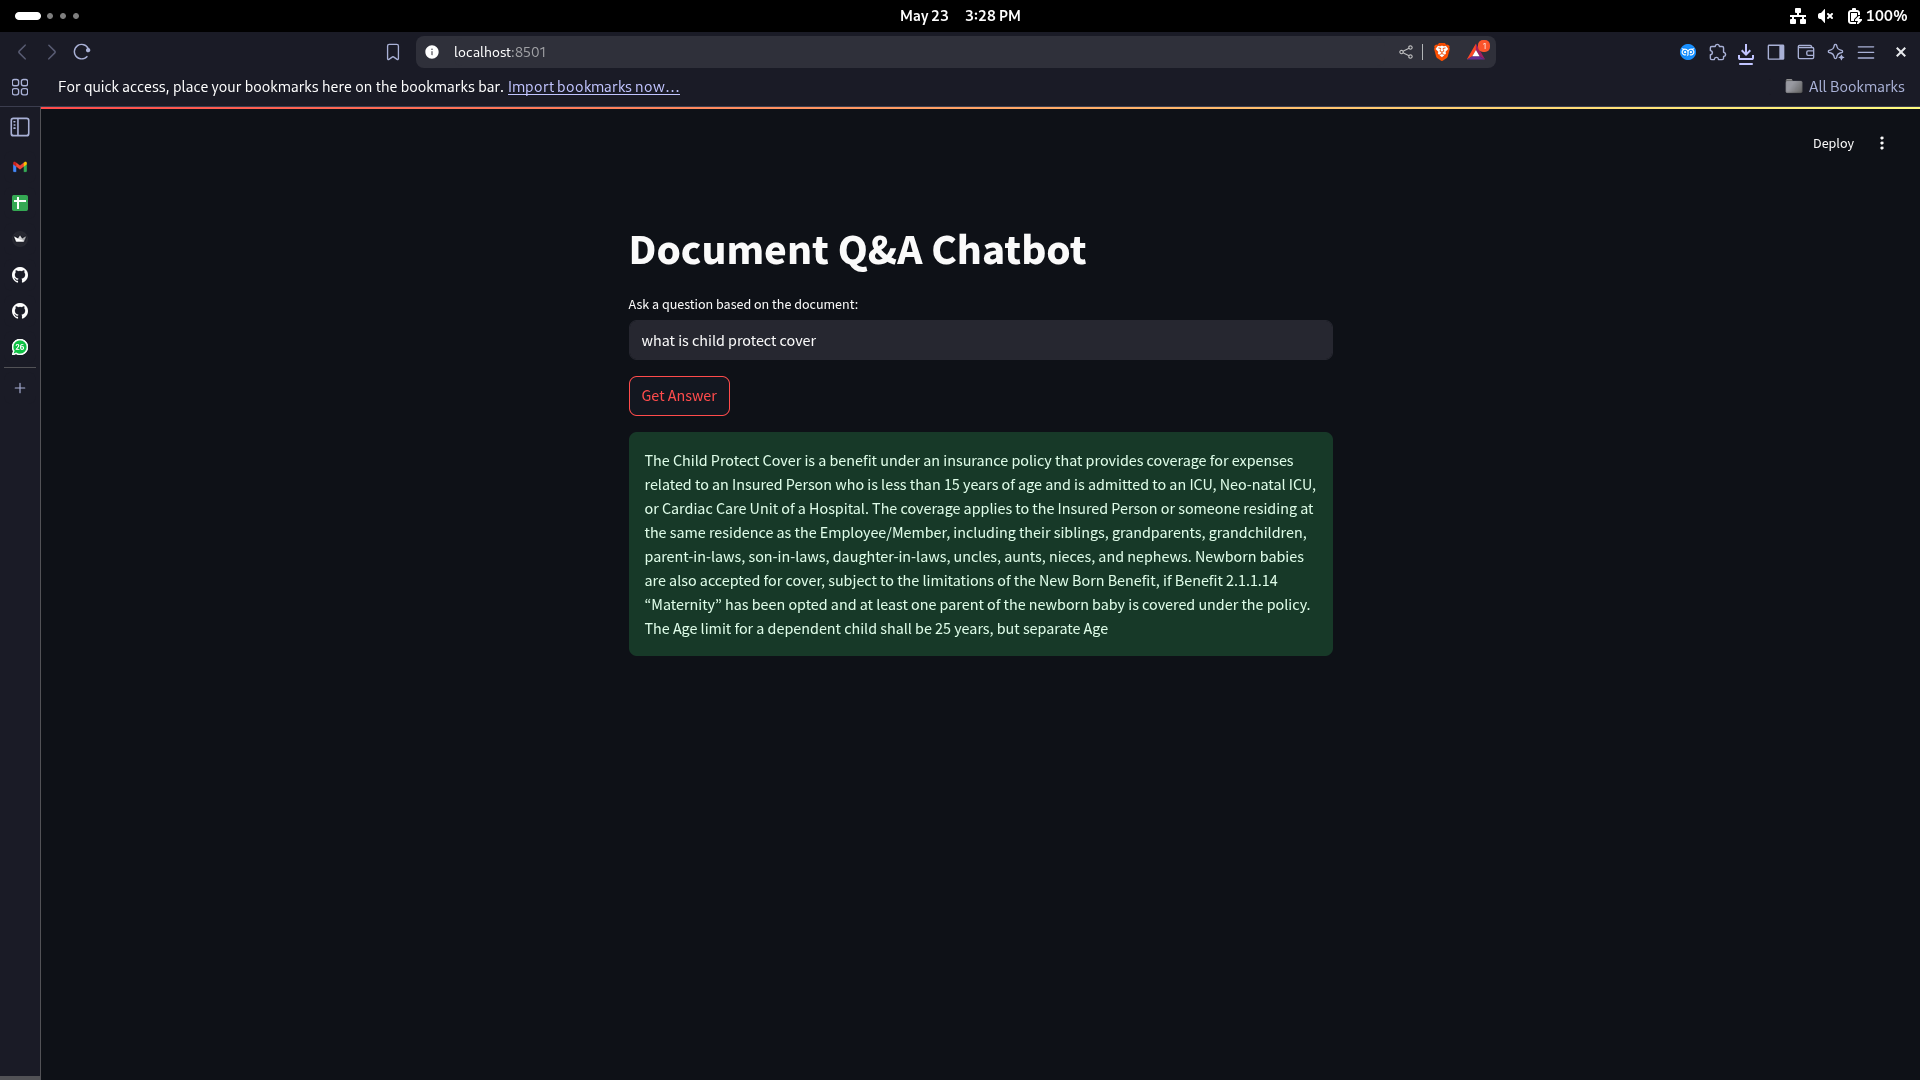 May 23 3:28 PM
100%
localhost:8501
1
For quick access, place your bookmarks here on the bookmarks bar. Import bookmarks now...
All Bookmarks
Deploy
26
Document Q&A Chatbot
Ask a question based on the document:
what is child protect cover
Get Answer
The Child Protect Cover is a benefit under an insurance policy that provides coverage for expenses
related to an Insured Person who is less than 15 years of age and is admitted to an ICU, Neo-natal ICU,
or Cardiac Care Unit of a Hospital. The coverage applies to the Insured Person or someone residing at
the same residence as the Employee/Member, including their siblings, grandparents, grandchildren,
parent-in-laws, son-in-laws, daughter-in-laws, uncles, aunts, nieces, and nephews. Newborn babies
are also accepted for cover, subject to the limitations of the New Born Benefit, if Benefit 2.1.1.14
“Maternity” has been opted and at least one parent of the newborn baby is covered under the policy.
The Age limit for a dependent child shall be 25 years, but separate Age